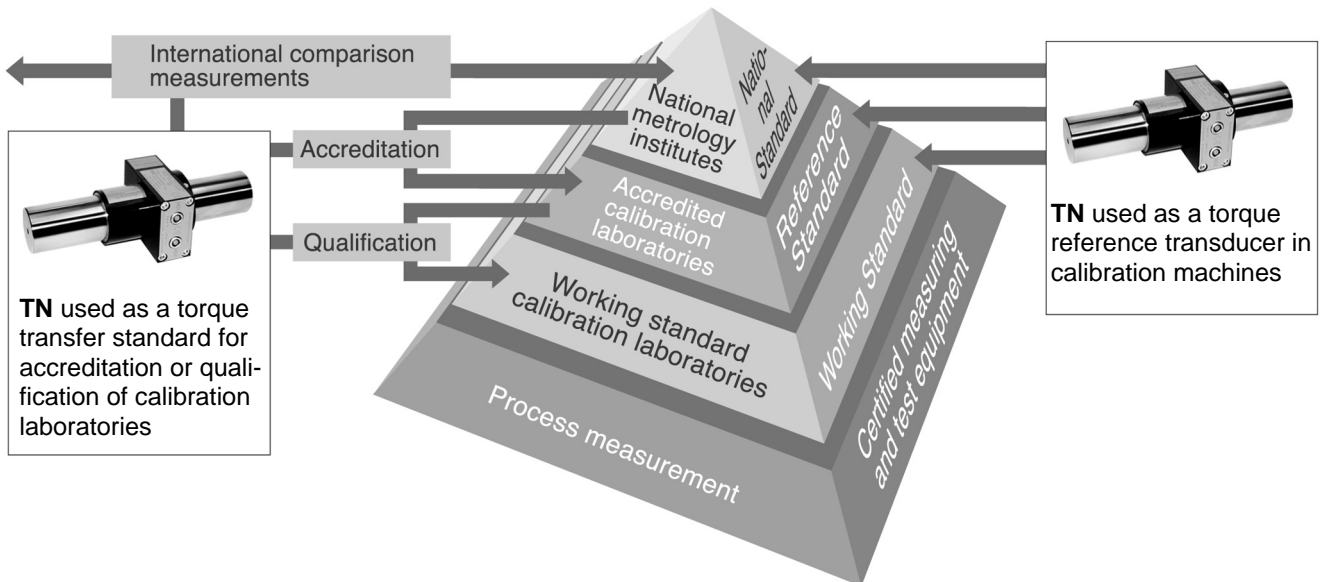 International comparison
measurements
Accreditation
Qualification
TN used as a torque
transfer standard for
accreditation or quali-
fication of calibration
laboratories
National
metrology
institutes
Accredited
calibration
laboratories
Working standard
calibration laboratories
Process measurement
Natio-
nal
Standard
Reference
Standard
Working Standard
Certified measuring
and test equipment
TN used as a torque
reference transducer in
calibration machines